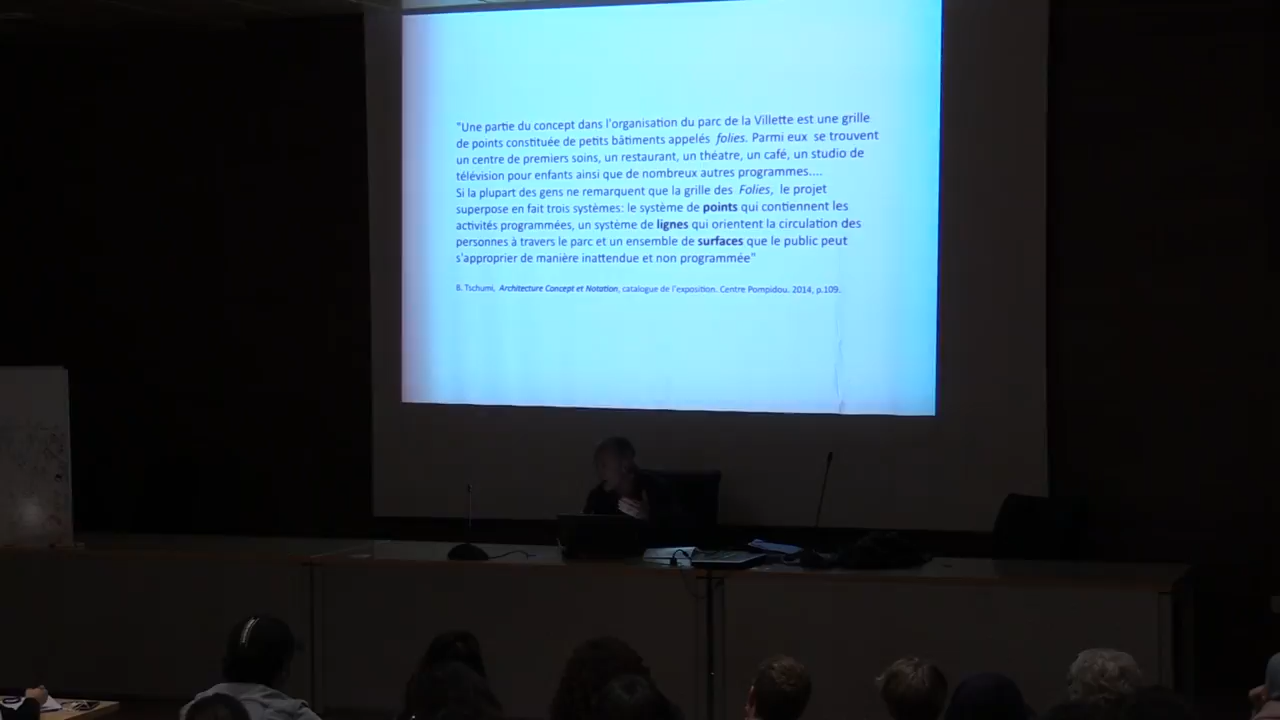 "Une partie du concept dans l'organisation du parc de la Villette est une grille
de points constituée de petits bâtiments appelés folies. Parmi eux se trouvent
un centre de premiers soins, un restaurant, un théatre, un café, un studio de
télévision pour enfants ainsi que de nombreux autres programmes....
Si la plupart des gens ne remarquent que la grille des Folies, le projet
superpose en fait trois systèmes: le système de points qui contiennent les
activités programmées, un système de lignes qui orientent la circulation des
personnes à travers le parc et un ensemble de surfaces que le public peut
s'approprier de manière inattendue et non programmée"
B. Tschumi, Architecture Concept et Notation, catalogue de l'exposition. Centre Pompidou. 2014, p.109.